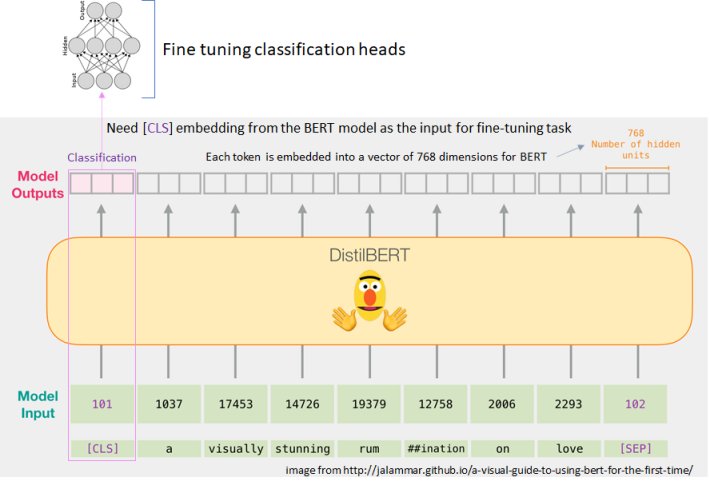 Output
Hidden
Input
Fine tuning classification heads
Need [CLS] embedding from the BERT model as the input for fine-tuning task
768
Number of hidden
units
Classification
Each token is embedded into a vector of 768 dimensions for BERT
Model
Outputs
DistilBERT
Model
Input
101 1037 17453 14726 19379 12758 2006 2293 102
[CLS] a visually stunning rum ##ination on love [SEP]
image from http://jalammar.github.io/a-visual-guide-to-using-bert-for-the-first-time/